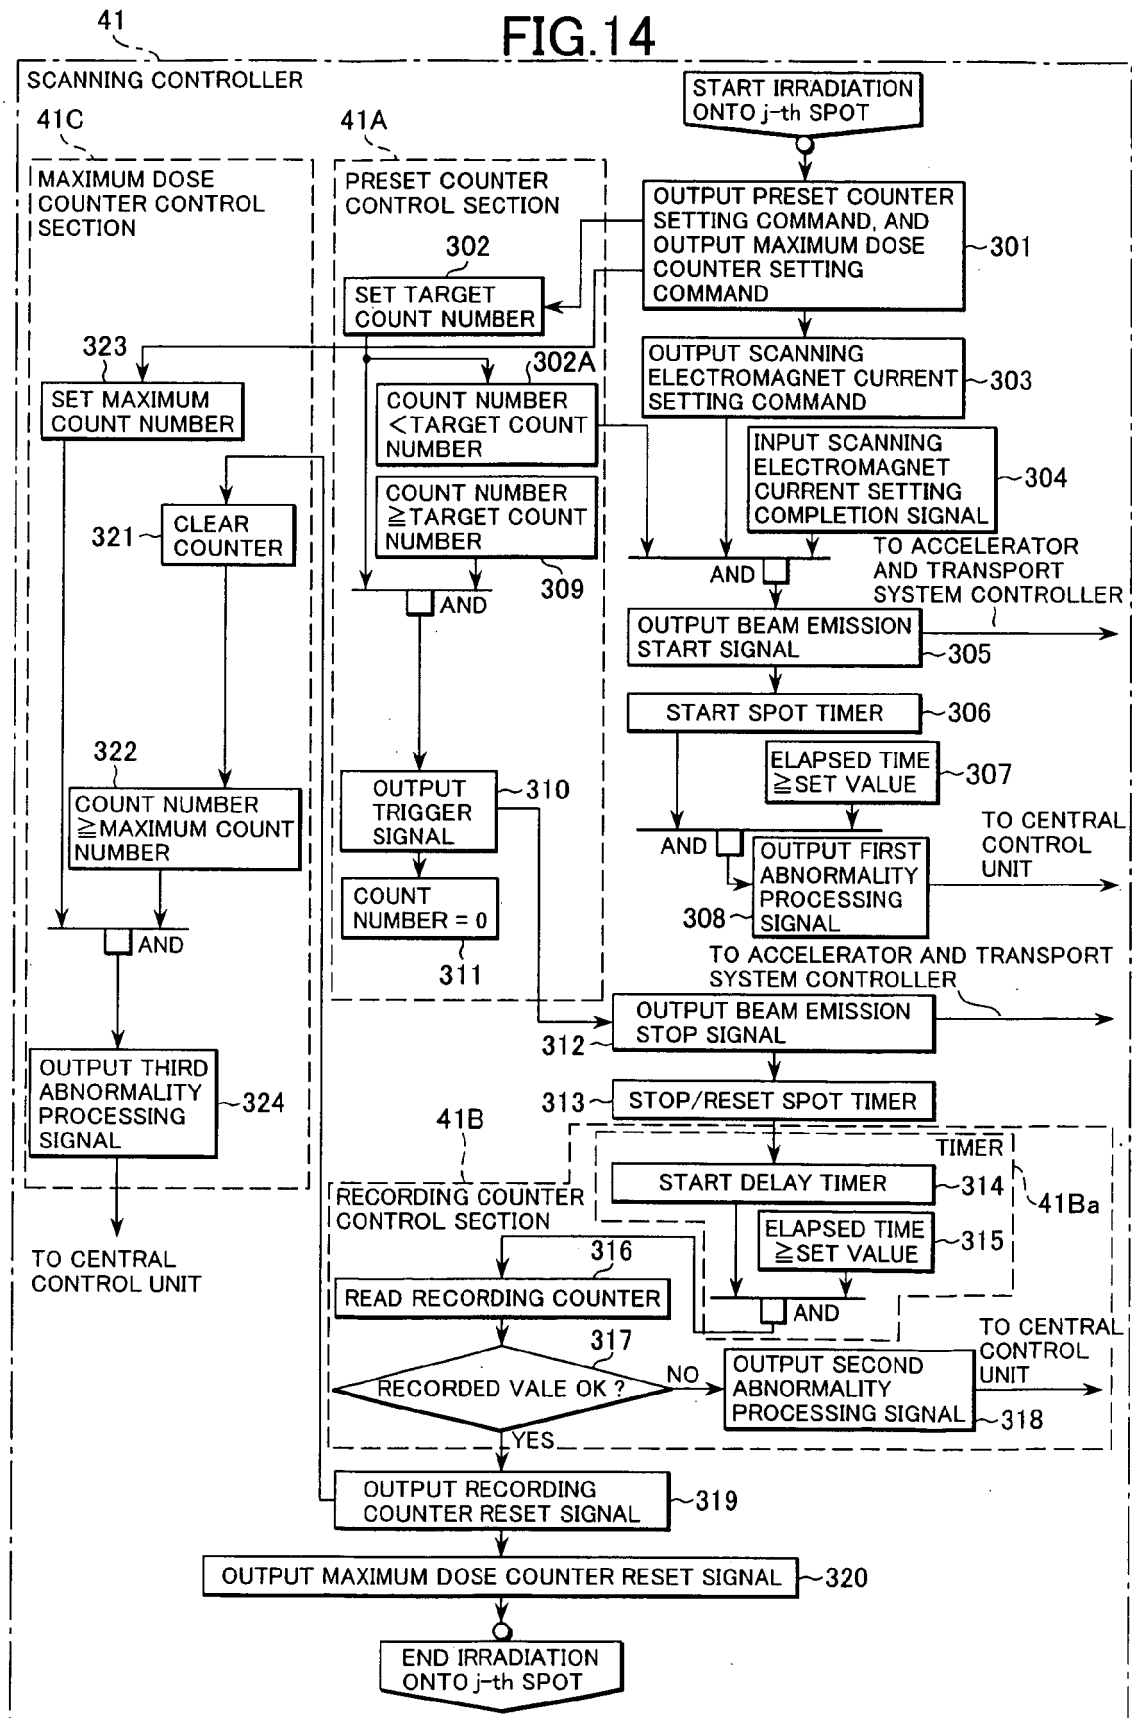 FIG.14
41
SCANNING CONTROLLER
START IRRADIATION
ONTO j-th SPOT
41C
41A
MAXIMUM DOSE
COUNTER CONTROL
SECTION
PRESET COUNTER
CONTROL SECTION
OUTPUT PRESET COUNTER
SETTING COMMAND, AND
OUTPUT MAXIMUM DOSE
COUNTER SETTING
COMMAND
301
302
SET TARGET
COUNT NUMBER
323
SET MAXIMUM
COUNT NUMBER
302A
COUNT NUMBER
<TARGET COUNT
NUMBER
OUTPUT SCANNING
ELECTROMAGNET CURRENT
SETTING COMMAND
303
INPUT SCANNING
ELECTROMAGNET
CURRENT SETTING
COMPLETION SIGNAL
304
COUNT NUMBER
≧TARGET COUNT
NUMBER
309
321
CLEAR
COUNTER
AND
AND
TO ACCELERATOR
AND TRANSPORT
SYSTEM CONTROLLER
OUTPUT BEAM EMISSION
START SIGNAL
305
START SPOT TIMER
306
ELAPSED TIME
≧SET VALUE
307
322
COUNT NUMBER
≧MAXIMUM COUNT
NUMBER
OUTPUT
TRIGGER
SIGNAL
310
AND
OUTPUT FIRST
ABNORMALITY
PROCESSING
SIGNAL
308
TO CENTRAL
CONTROL
UNIT
COUNT
NUMBER = 0
311
AND
TO ACCELERATOR AND TRANSPORT
SYSTEM CONTROLLER
OUTPUT BEAM EMISSION
STOP SIGNAL
312
OUTPUT THIRD
ABNORMALITY
PROCESSING
SIGNAL
324
313
STOP/RESET SPOT TIMER
41B
TIMER
RECORDING COUNTER
CONTROL SECTION
START DELAY TIMER
314
41Ba
ELAPSED TIME
≧SET VALUE
315
TO CENTRAL
CONTROL UNIT
316
READ RECORDING COUNTER
AND
317
RECORDED VALE OK ?
NO
OUTPUT SECOND
ABNORMALITY
PROCESSING SIGNAL
318
TO CENTRAL
CONTROL
UNIT
YES
OUTPUT RECORDING
COUNTER RESET SIGNAL
319
OUTPUT MAXIMUM DOSE COUNTER RESET SIGNAL
320
END IRRADIATION
ONTO j-th SPOT